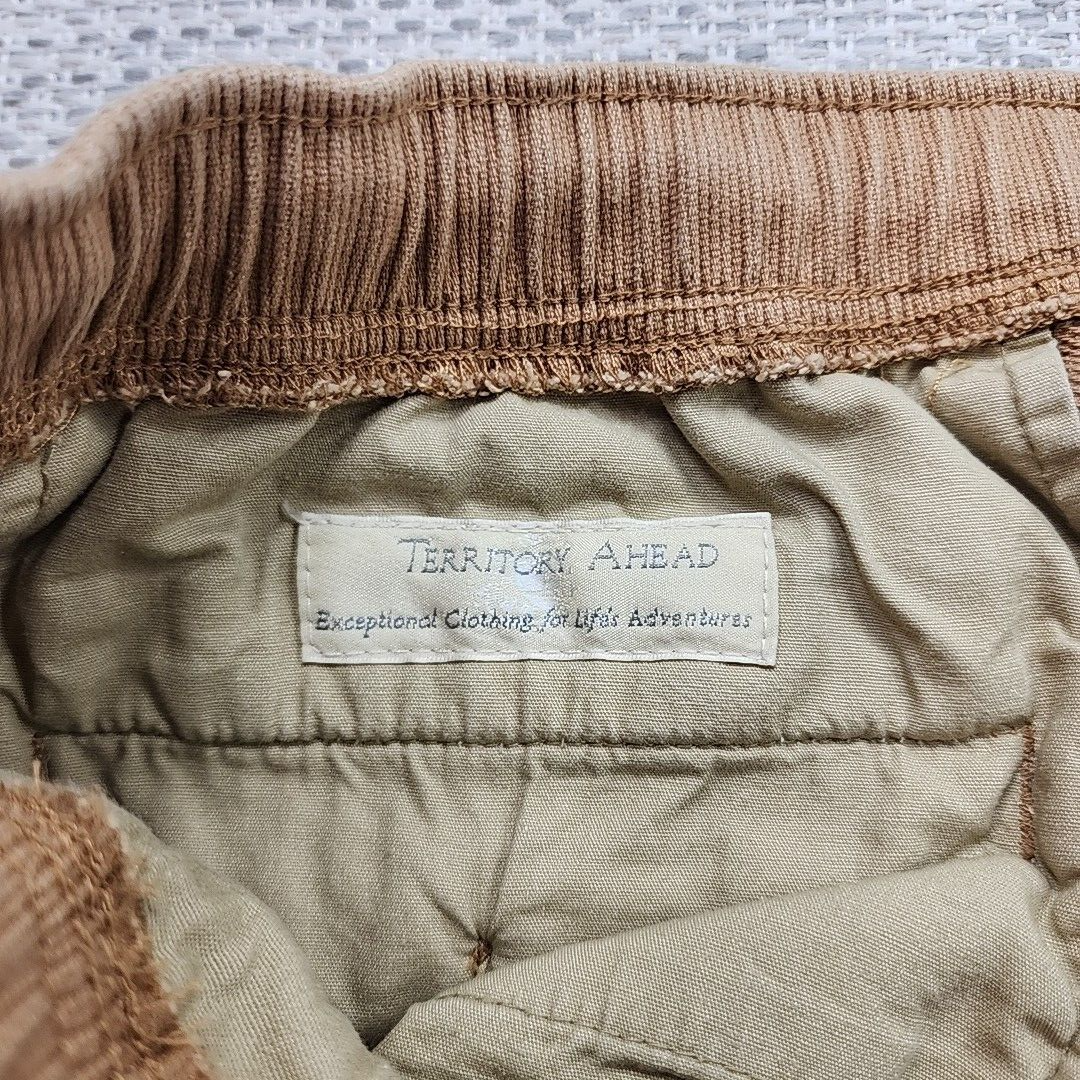 TERRITORY AHEAD
Exceptional Clothing for Life's Adventures